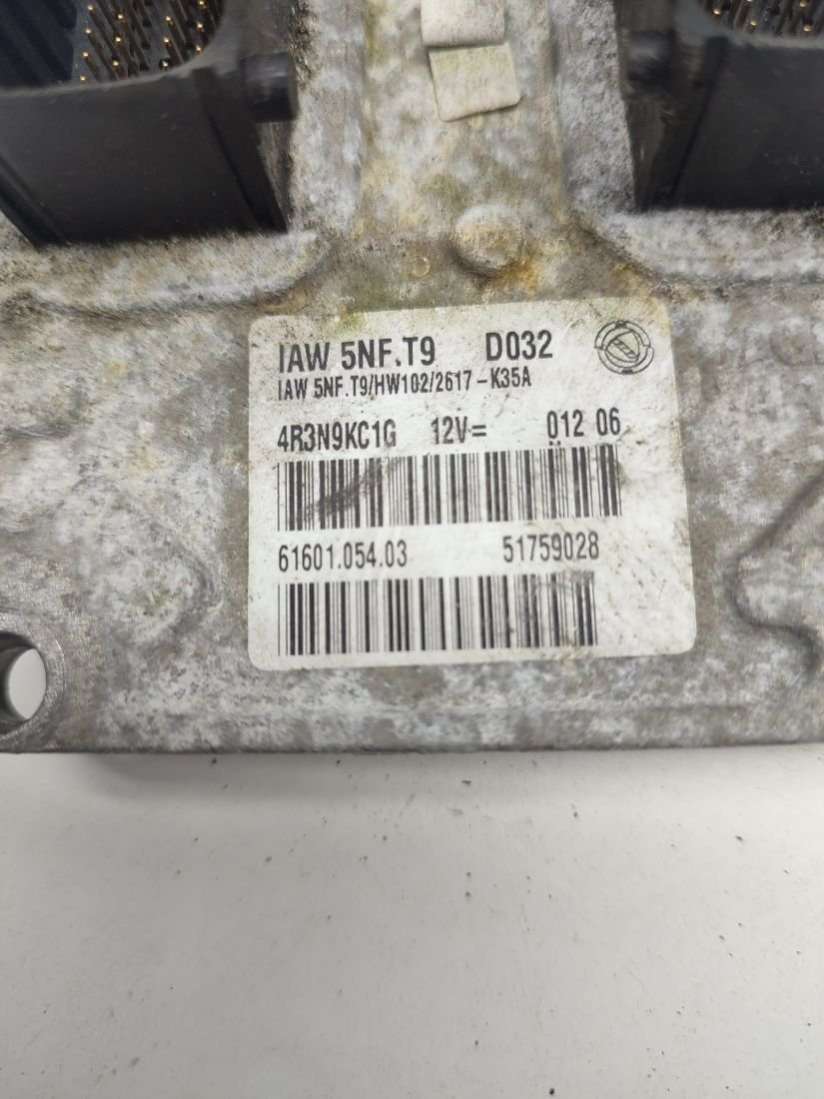 IAW 5NF.T9 D032
IAW 5NF.T9/HW102/2617-K35A
4R3N9KC1G 12V= 012 06
61601.054.03 51759028